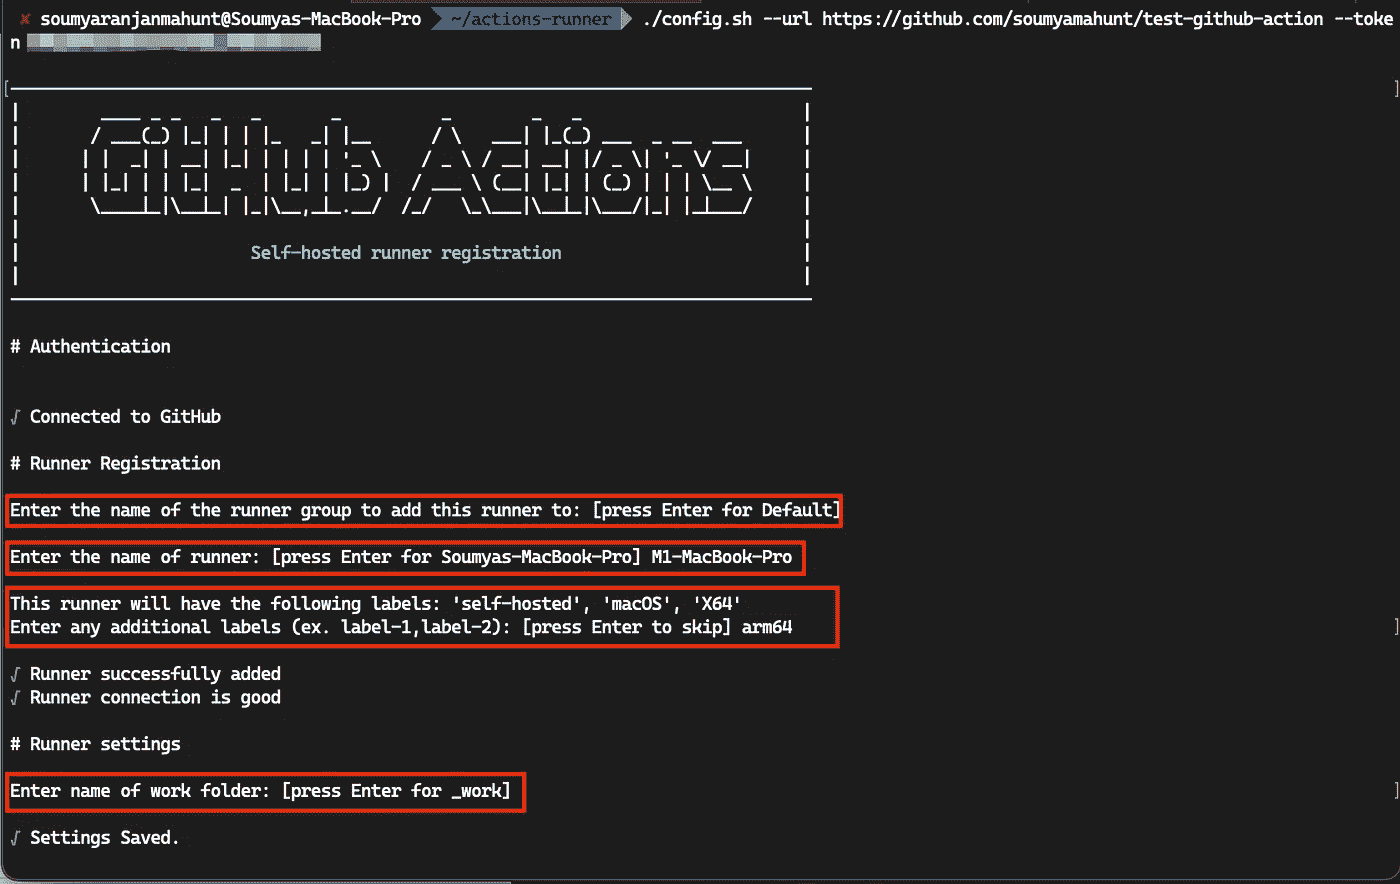 ✗ soumyaranjanmahunt@Soumyas-MacBook-Pro ~/actions-runner ./config.sh --url https://github.com/soumyamahunt/test-github-action --toke
n
GitHub Actions
Self-hosted runner registration
# Authentication
√ Connected to GitHub
# Runner Registration
Enter the name of the runner group to add this runner to: [press Enter for Default]
Enter the name of runner: [press Enter for Soumyas-MacBook-Pro] M1-MacBook-Pro
This runner will have the following labels: 'self-hosted', 'macOS', 'X64'
Enter any additional labels (ex. label-1,label-2): [press Enter to skip] arm64
√ Runner successfully added
√ Runner connection is good
# Runner settings
Enter name of work folder: [press Enter for _work]
√ Settings Saved.